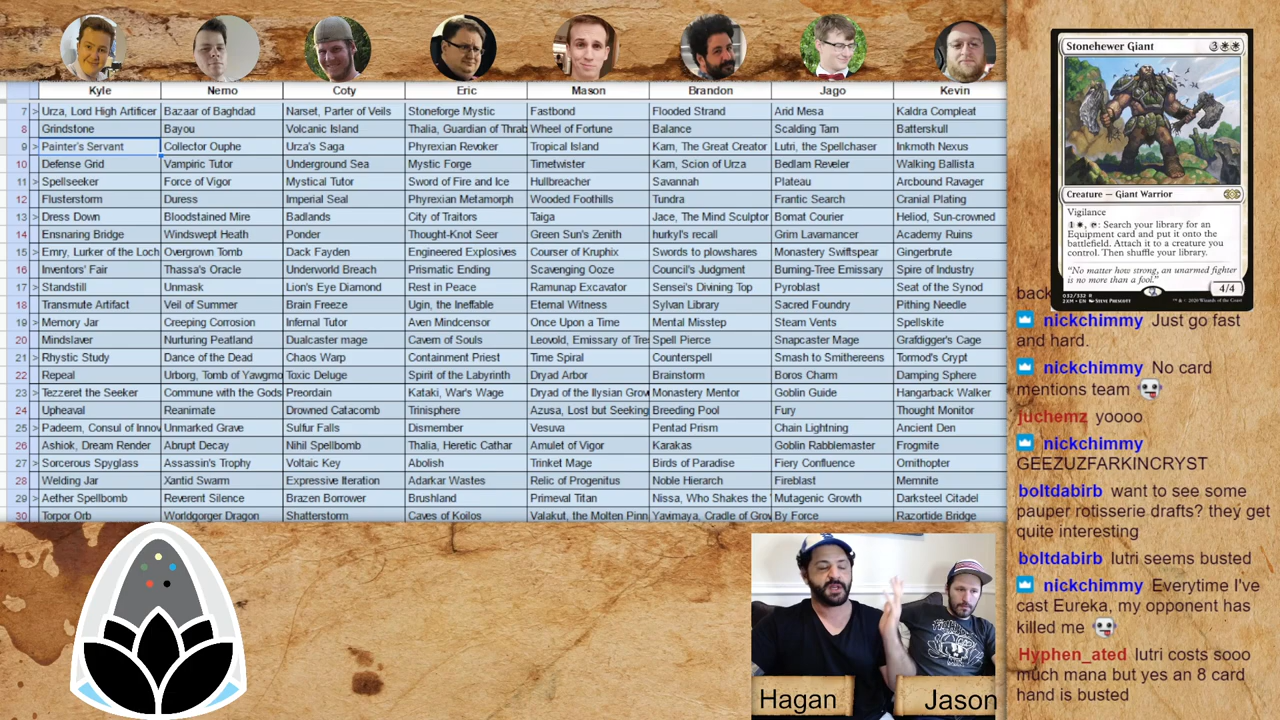 Kyle Nemo Coty Eric Mason Brandon Jago Kevin
7 > Urza, Lord High Artificer Bazaar of Baghdad Narset, Parter of Veils Stoneforge Mystic Fastbond Flooded Strand Arid Mesa Kaldra Compleat
8 Grindstone Bayou Volcanic Island Thalia, Guardian of Thrab Wheel of Fortune Balance Scalding Tarn Batterskull
9 > Painter's Servant Collector Ouphe Urza's Saga Phyrexian Revoker Tropical Island Karn, The Great Creator Lutri, the Spellchaser Inkmoth Nexus
10 Defense Grid Vampiric Tutor Underground Sea Mystic Forge Timetwister Karn, Scion of Urza Bedlam Reveler Walking Ballista
11 > Spellseeker Force of Vigor Mystical Tutor Sword of Fire and Ice Hullbreacher Savannah Plateau Arcbound Ravager
12 Flusterstorm Duress Imperial Seal Phyrexian Metamorph Wooded Foothills Tundra Frantic Search Cranial Plating
13 > Dress Down Bloodstained Mire Badlands City of Traitors Taiga Jace, The Mind Sculptor Bomat Courier Heliod, Sun-crowned
14 Ensnaring Bridge Windswept Heath Ponder Thought-Knot Seer Green Sun's Zenith hurkyl's recall Grim Lavamancer Academy Ruins
15 > Emry, Lurker of the Loch Overgrown Tomb Dack Fayden Engineered Explosives Courser of Kruphix Swords to plowshares Monastery Swiftspear Gingerbrute
16 Inventors' Fair Thassa's Oracle Underworld Breach Prismatic Ending Scavenging Ooze Council's Judgment Burning-Tree Emissary Spire of Industry
17 > Standstill Unmask Lion's Eye Diamond Rest in Peace Ramunap Excavator Sensei's Divining Top Pyroblast Seat of the Synod
18 Transmute Artifact Veil of Summer Brain Freeze Ugin, the Ineffable Eternal Witness Sylvan Library Sacred Foundry Pithing Needle
19 > Memory Jar Creeping Corrosion Infernal Tutor Aven Mindcensor Once Upon a Time Mental Misstep Steam Vents Spellskite
20 Mindslaver Nurturing Peatland Dualcaster mage Cavern of Souls Leovold, Emissary of Tres Spell Pierce Snapcaster Mage Grafdigger's Cage
21 > Rhystic Study Dance of the Dead Chaos Warp Containment Priest Time Spiral Counterspell Smash to Smithereens Tormod's Crypt
22 Repeal Urborg, Tomb of Yawgmo Toxic Deluge Spirit of the Labyrinth Dryad Arbor Brainstorm Boros Charm Damping Sphere
23 > Tezzeret the Seeker Commune with the Gods Preordain Kataki, War's Wage Dryad of the Ilysian Grov Monastery Mentor Goblin Guide Hangarback Walker
24 Upheaval Reanimate Drowned Catacomb Trinisphere Azusa, Lost but Seeking Breeding Pool Fury Thought Monitor
25 > Padeem, Consul of Innov Unmarked Grave Sulfur Falls Dismember Vesuva Pentad Prism Chain Lightning Ancient Den
26 Ashiok, Dream Render Abrupt Decay Nihil Spellbomb Thalia, Heretic Cathar Amulet of Vigor Karakas Goblin Rabblemaster Frogmite
27 > Sorcerous Spyglass Assassin's Trophy Voltaic Key Abolish Trinket Mage Birds of Paradise Fiery Confluence Ornithopter
28 Welding Jar Xantid Swarm Expressive Iteration Adarkar Wastes Relic of Progenitus Noble Hierarch Fireblast Memnite
29 > Aether Spellbomb Reverent Silence Brazen Borrower Brushland Primeval Titan Nissa, Who Shakes the Mutagenic Growth Darksteel Citadel
30 Torpor Orb Worldgorger Dragon Shatterstorm Caves of Koilos Valakut, the Molten Pinn Yavimaya, Cradle of Grov By Force Razortide Bridge
Hagan
Jason
Stonehewer Giant 3
Creature — Giant Warrior
Vigilance
1 , : Search your library for an
Equipment card and put it onto the
battlefield. Attach it to a creature you
control. Then shuffle your library.
"No matter how strong, an unarmed fighter
is no more than a foe."
4/4
032/332 R
2XM • EN Steve Prescott
back
nickchimmy Just go fast
and hard.
nickchimmy No card
mentions team
juchemz yoooo
nickchimmy
GEEZUZFARKINCRYST
boltdabirb want to see some
pauper rotisserie drafts? they get
quite interesting
boltdabirb lutri seems busted
nickchimmy Everytime I've
cast Eureka, my opponent has
killed me
Hyphen_ated lutri costs sooo
much mana but yes an 8 card
hand is busted